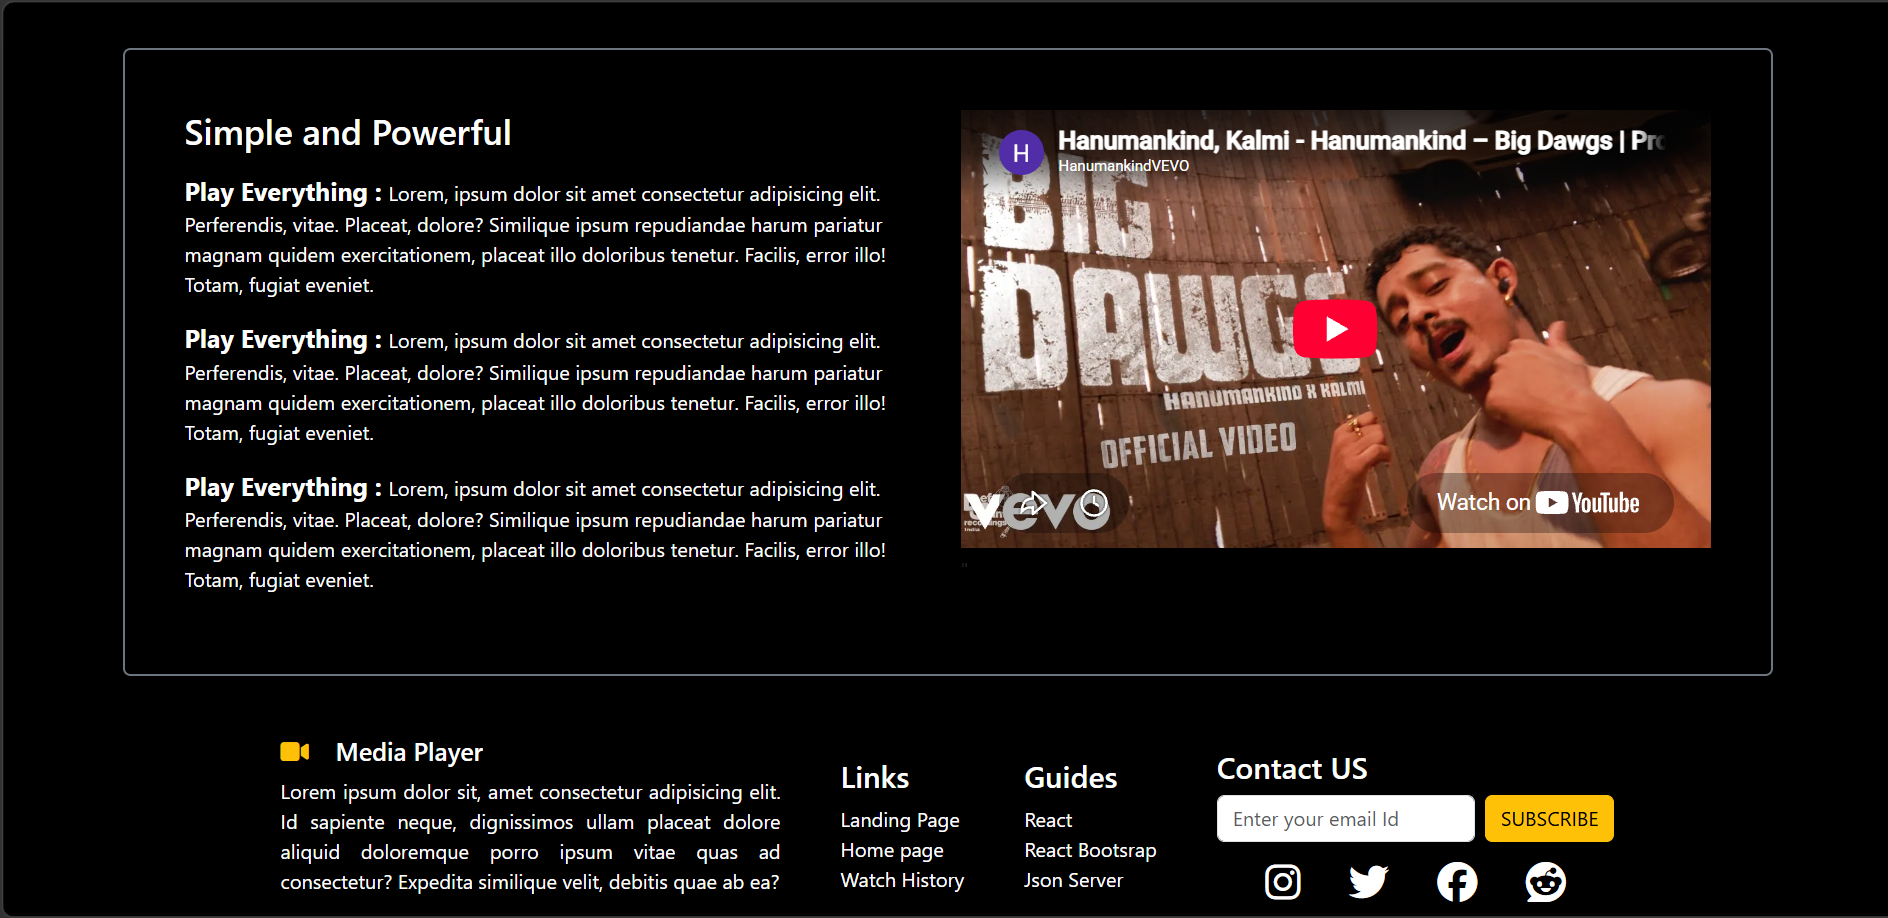 Simple and Powerful
Play Everything : Lorem, ipsum dolor sit amet consectetur adipisicing elit.
Perferendis, vitae. Placeat, dolore? Similique ipsum repudiandae harum pariatur
magnam quidem exercitationem, placeat illo doloribus tenetur. Facilis, error illo!
Totam, fugiat eveniet.
Play Everything : Lorem, ipsum dolor sit amet consectetur adipisicing elit.
Perferendis, vitae. Placeat, dolore? Similique ipsum repudiandae harum pariatur
magnam quidem exercitationem, placeat illo doloribus tenetur. Facilis, error illo!
Totam, fugiat eveniet.
Play Everything : Lorem, ipsum dolor sit amet consectetur adipisicing elit.
Perferendis, vitae. Placeat, dolore? Similique ipsum repudiandae harum pariatur
magnam quidem exercitationem, placeat illo doloribus tenetur. Facilis, error illo!
Totam, fugiat eveniet.
H
Hanumankind, Kalmi - Hanumankind – Big Dawgs | Pro
HanumankindVEVO
BIG
DAWGS
HANUMANKIND X KALMI
OFFICIAL VIDEO
vevo
Watch on YouTube
"
Media Player
Lorem ipsum dolor sit, amet consectetur adipisicing elit.
Id sapiente neque, dignissimos ullam placeat dolore
aliquid doloremque porro ipsum vitae quas ad
consectetur? Expedita similique velit, debitis quae ab ea?
Links
Landing Page
Home page
Watch History
Guides
React
React Bootsrap
Json Server
Contact US
Enter your email Id
SUBSCRIBE